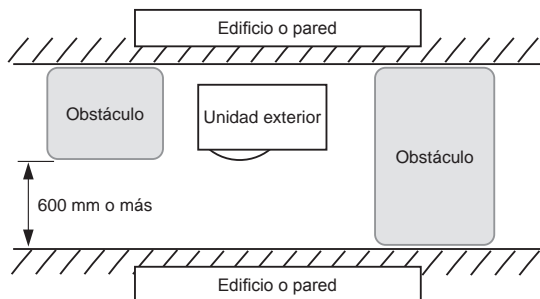 Edificio o pared
Obstáculo
Unidad exterior
Obstáculo
600 mm o más
Edificio o pared